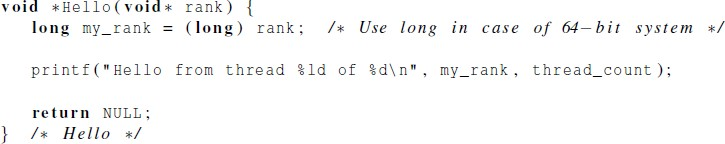 void *Hello(void* rank) {
   long my_rank = (long) rank;  /* Use long in case of 64-bit system */

   printf("Hello from thread %ld of %d\n", my_rank, thread_count);

   return NULL;
}  /* Hello */